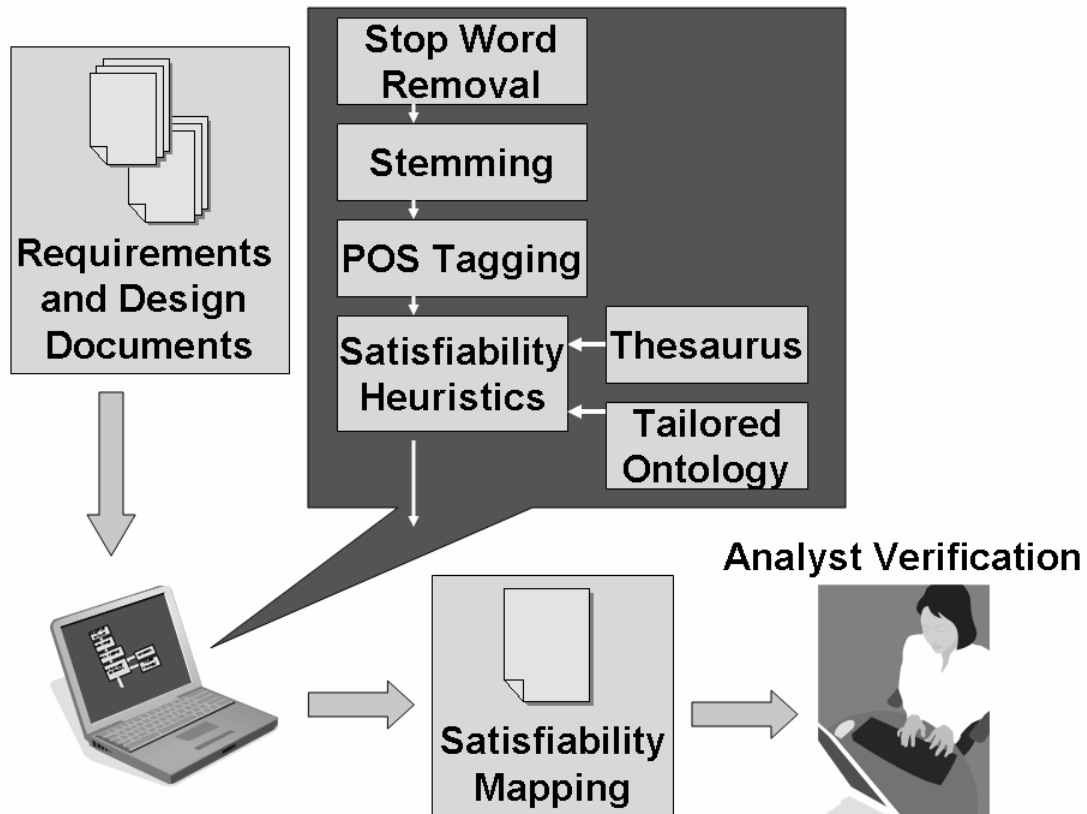 Stop Word
Removal
Stemming
POS Tagging
Satisfiability
Heuristics
Thesaurus
Tailored
Ontology
Requirements
and Design
Documents
Analyst Verification
Satisfiability
Mapping